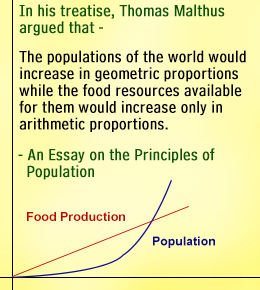 In his treatise, Thomas Malthus
argued that -
The populations of the world would
increase in geometric proportions
while the food resources available
for them would increase only in
arithmetic proportions.
- An Essay on the Principles of
Population
Food Production
Population